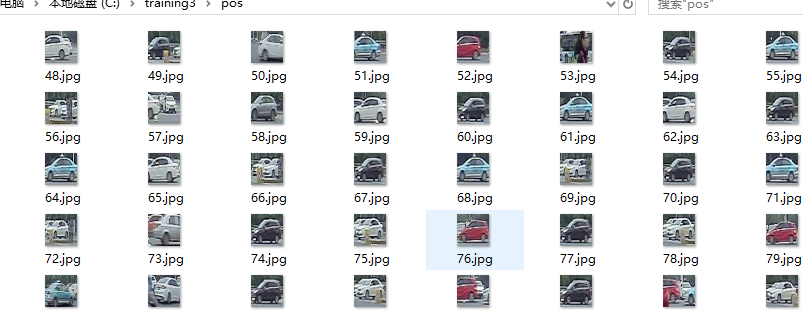 电脑 > 本地磁盘 (C:) > training3 > pos 搜索"pos"
48.jpg 49.jpg 50.jpg 51.jpg 52.jpg 53.jpg 54.jpg 55.jpg
56.jpg 57.jpg 58.jpg 59.jpg 60.jpg 61.jpg 62.jpg 63.jpg
64.jpg 65.jpg 66.jpg 67.jpg 68.jpg 69.jpg 70.jpg 71.jpg
72.jpg 73.jpg 74.jpg 75.jpg 76.jpg 77.jpg 78.jpg 79.jpg